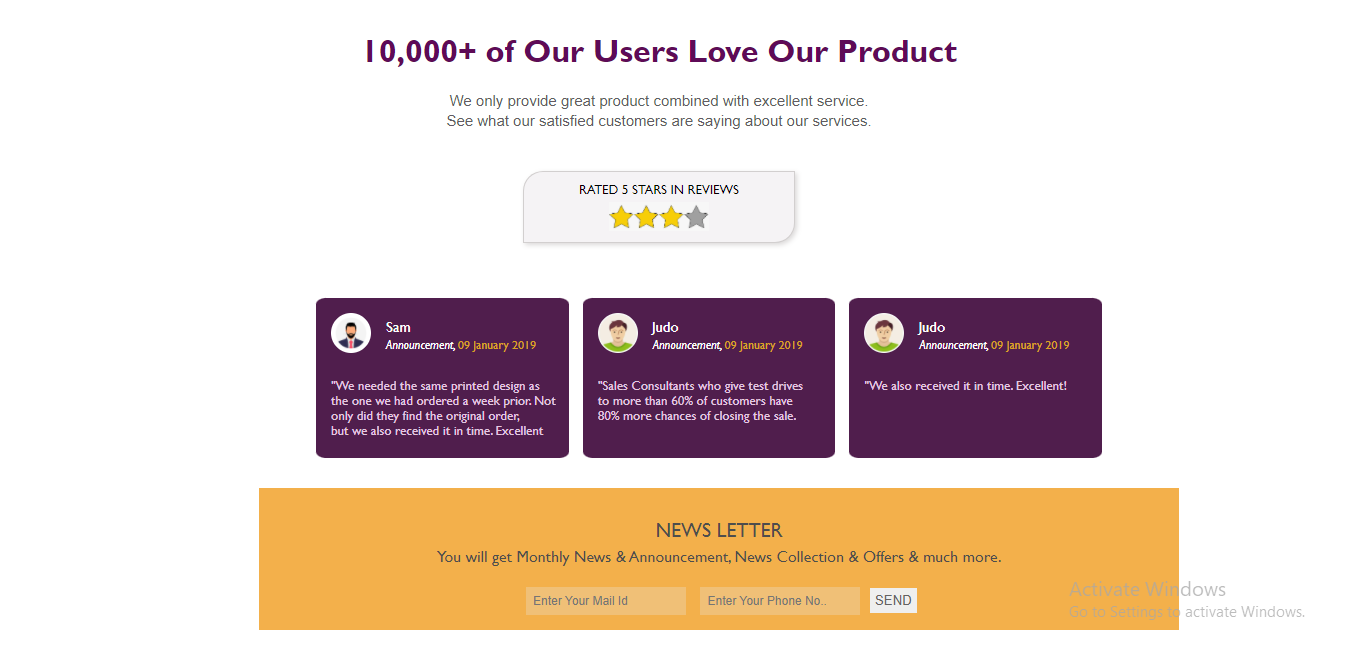 10,000+ of Our Users Love Our Product
We only provide great product combined with excellent service.
See what our satisfied customers are saying about our services.
RATED 5 STARS IN REVIEWS
Sam
Announcement, 09 January 2019
"We needed the same printed design as
the one we had ordered a week prior. Not
only did they find the original order,
but we also received it in time. Excellent
Judo
Announcement, 09 January 2019
"Sales Consultants who give test drives
to more than 60% of customers have
80% more chances of closing the sale.
Judo
Announcement, 09 January 2019
"We also received it in time. Excellent!
NEWS LETTER
You will get Monthly News & Announcement, News Collection & Offers & much more.
Enter Your Mail Id
Enter Your Phone No..
SEND
Activate Windows
Go to Settings to activate Windows.